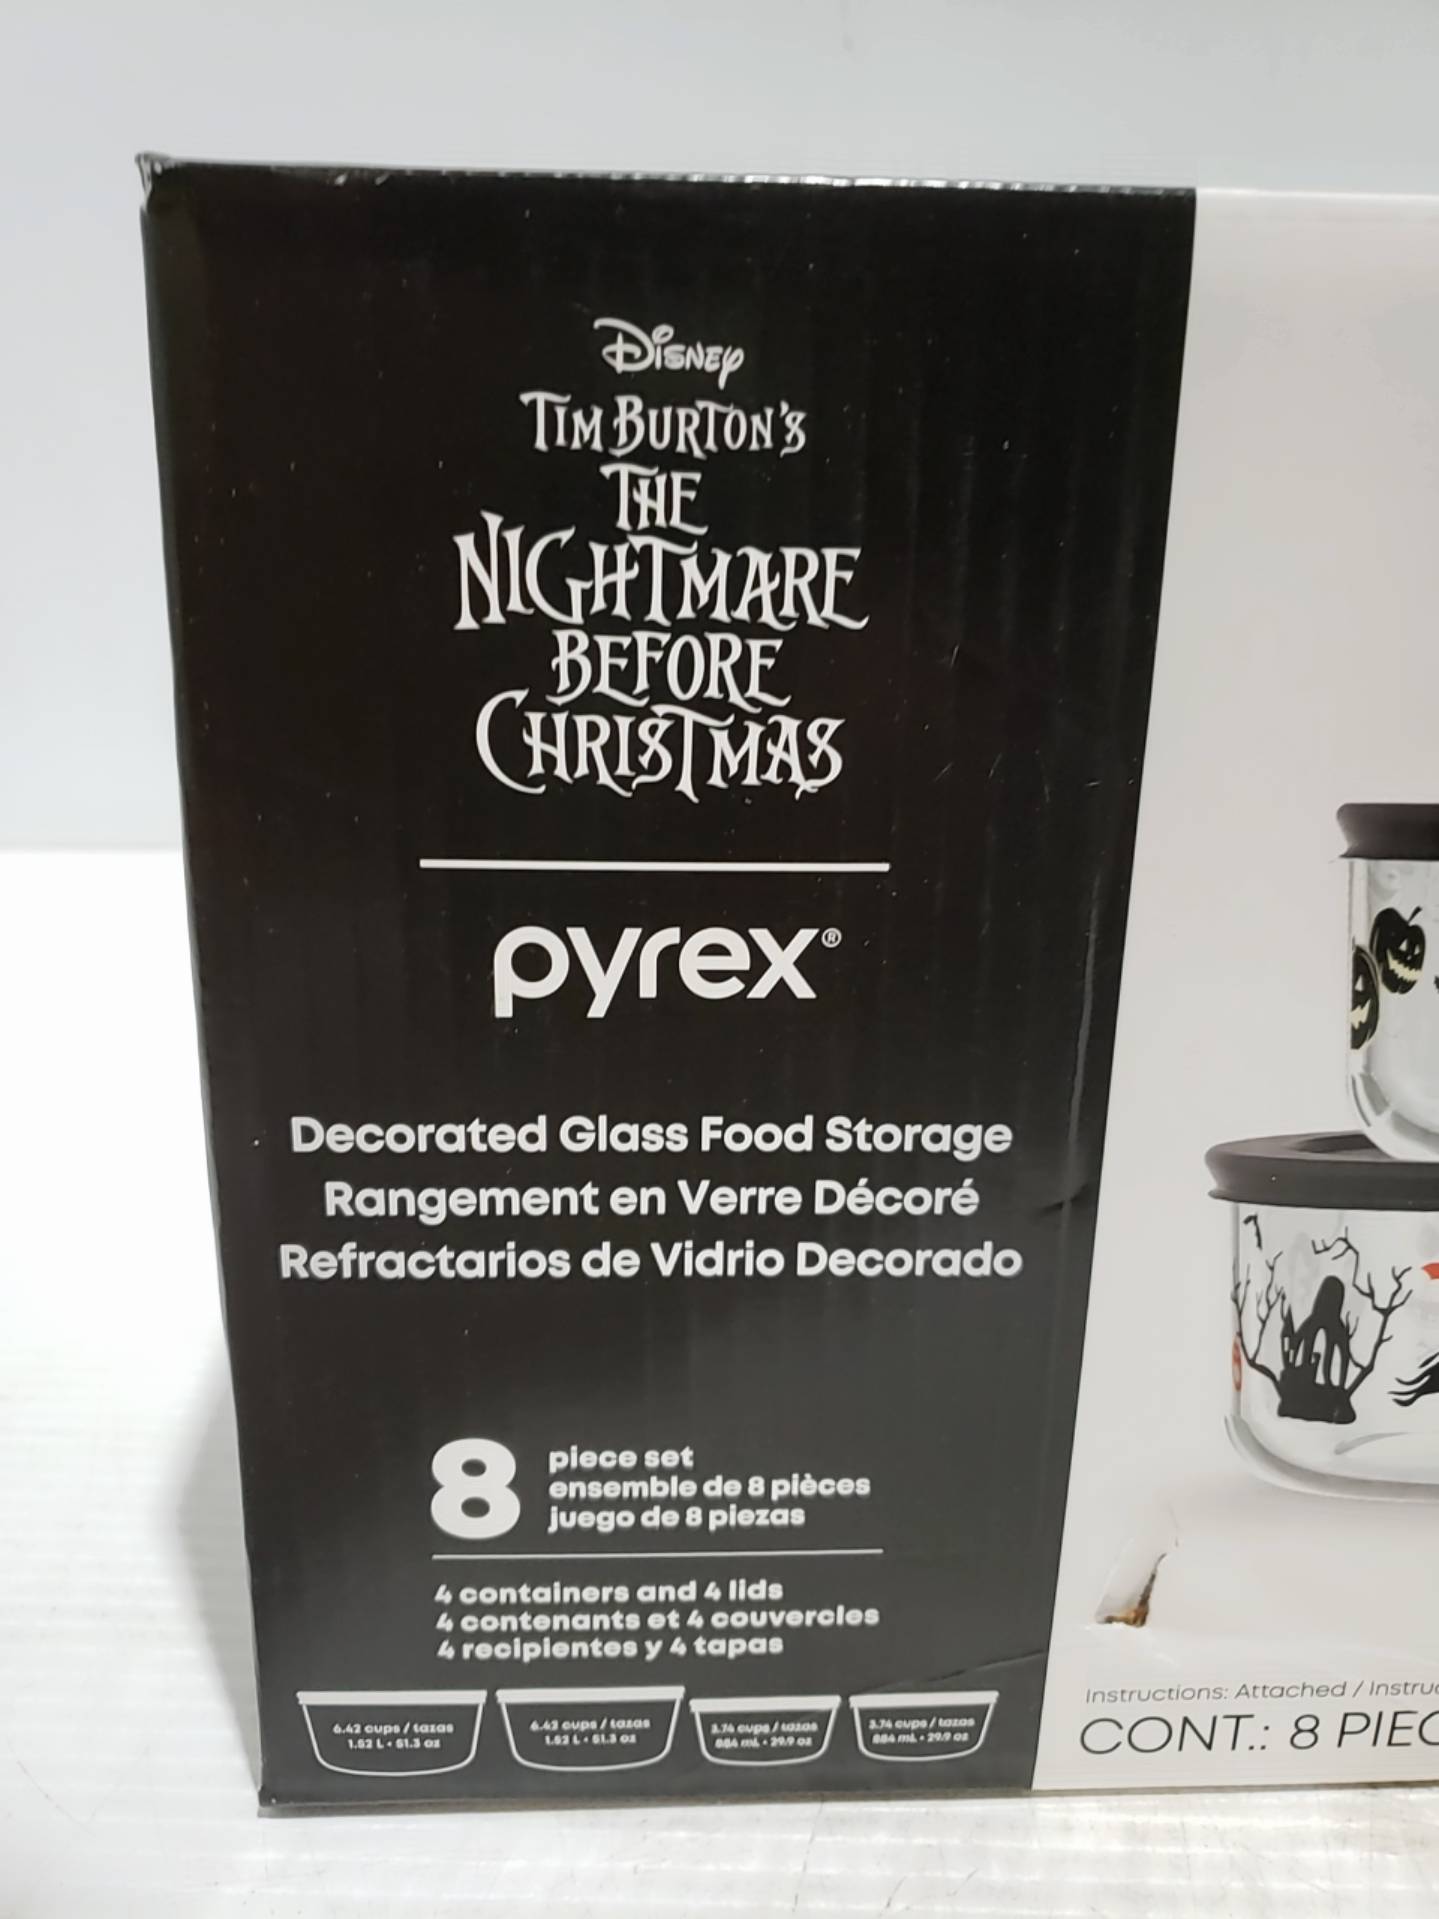 Disney
TIM BURTON'S
THE
NIGHTMARE
BEFORE
CHRISTMAS
pyrex®
Decorated Glass Food Storage
Rangement en Verre Décoré
Refractarios de Vidrio Decorado
8 piece set
ensemble de 8 pièces
juego de 8 piezas
4 containers and 4 lids
4 contenants et 4 couvercles
4 recipientes y 4 tapas
6.42 cups / tazas
1.52 L • 51.3 oz
6.42 cups / tazas
1.52 L • 51.3 oz
3.74 cups / tazas
884 mL • 29.9 oz
3.74 cups / tazas
884 mL • 29.9 oz
Instructions: Attached / Instruc
CONT.: 8 PIEC